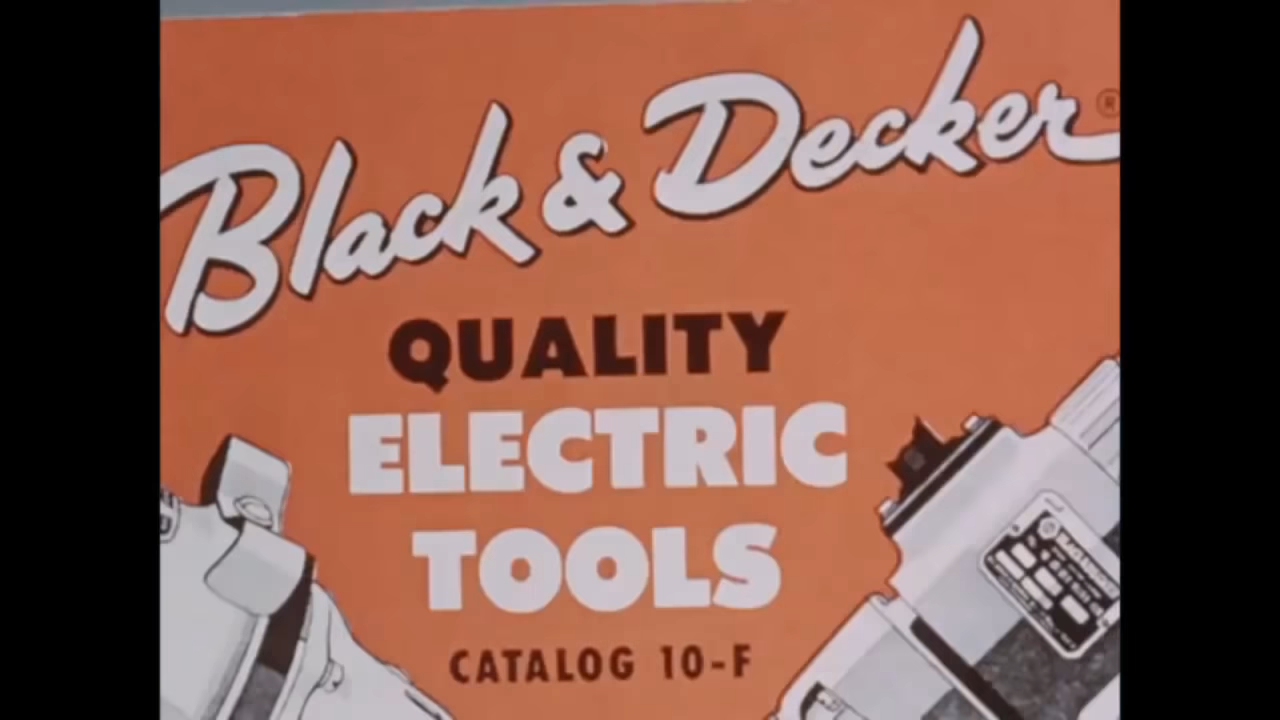 Black & Decker®
QUALITY
ELECTRIC
TOOLS
CATALOG 10-F